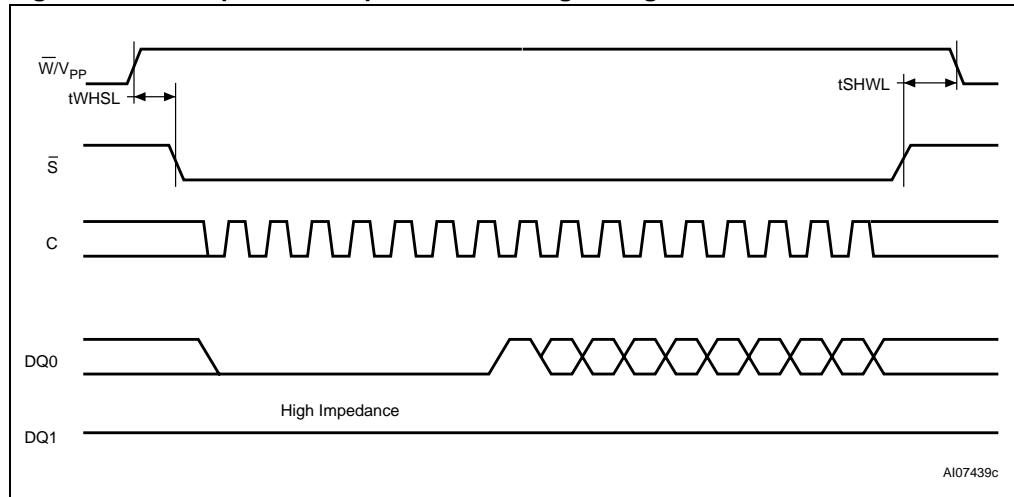 W̅/VPP
tWHSL
tSHWL
S̅
C
DQ0
High Impedance
DQ1
AI07439c